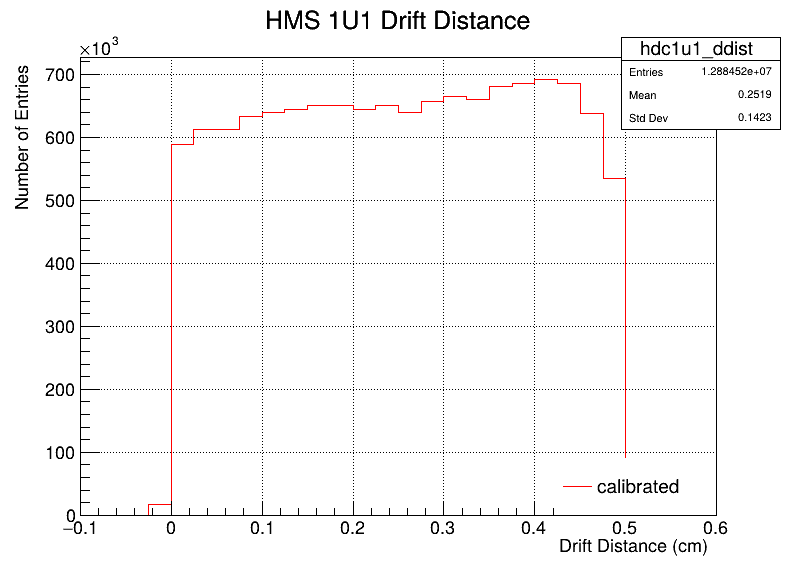 HMS 1U1 Drift Distance
×10³
hdc1u1_ddist
Entries 1.288452e+07
Mean 0.2519
Std Dev 0.1423
Number of Entries
700
600
500
400
300
200
100
0
−0.1 0 0.1 0.2 0.3 0.4 0.5 0.6
calibrated
Drift Distance (cm)